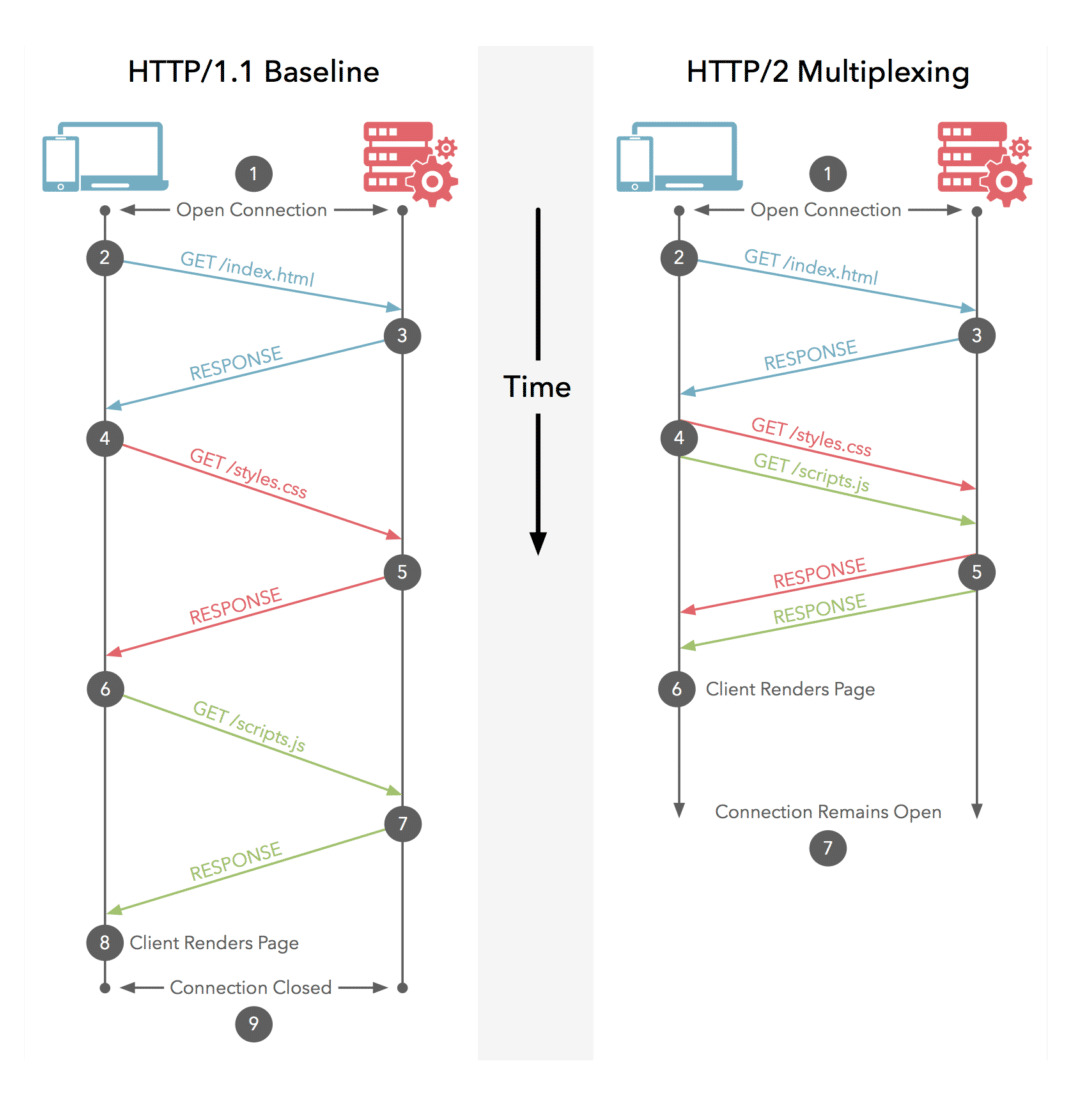 HTTP/1.1 Baseline
1
Open Connection
2
GET /index.html
3
RESPONSE
4
GET /styles.css
5
RESPONSE
6
GET /scripts.js
7
RESPONSE
8
Client Renders Page
Connection Closed
9
Time
HTTP/2 Multiplexing
1
Open Connection
2
GET /index.html
3
RESPONSE
4
GET /styles.css
GET /scripts.js
5
RESPONSE
RESPONSE
6
Client Renders Page
Connection Remains Open
7